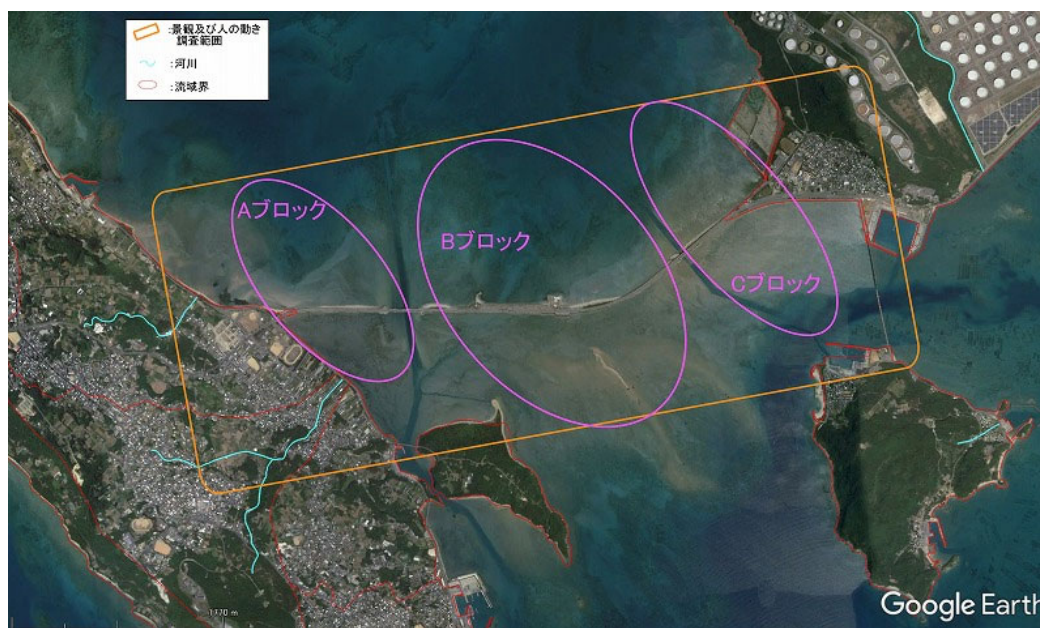 :景観及び人の動き
調査範囲
:河川
:流域界
Aブロック
Bブロック
Cブロック
1770 m
Google Earth